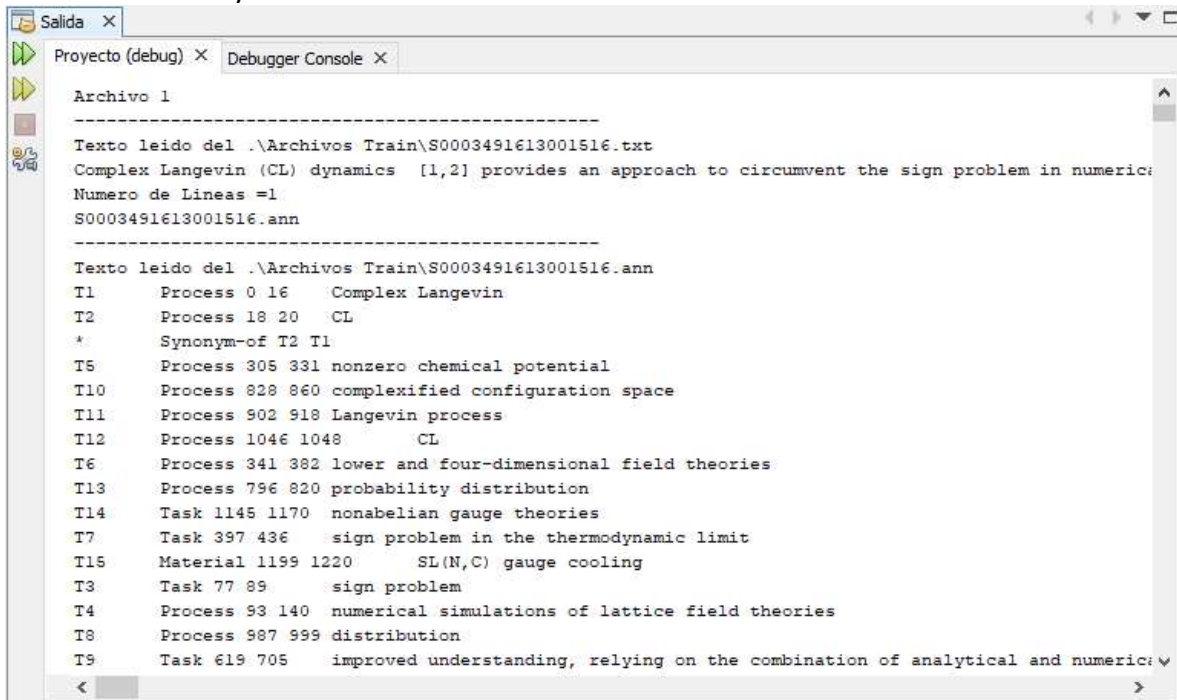 Salida
Proyecto (debug) Debugger Console
Archivo 1
-------------------------------------------------
Texto leido del .\Archivos Train\S0003491613001516.txt
Complex Langevin (CL) dynamics [1,2] provides an approach to circumvent the sign problem in numerica
Numero de Lineas =1
S0003491613001516.ann
-------------------------------------------------
Texto leido del .\Archivos Train\S0003491613001516.ann
T1 Process 0 16 Complex Langevin
T2 Process 18 20 CL
* Synonym-of T2 T1
T5 Process 305 331 nonzero chemical potential
T10 Process 828 860 complexified configuration space
T11 Process 902 918 Langevin process
T12 Process 1046 1048 CL
T6 Process 341 382 lower and four-dimensional field theories
T13 Process 796 820 probability distribution
T14 Task 1145 1170 nonabelian gauge theories
T7 Task 397 436 sign problem in the thermodynamic limit
T15 Material 1199 1220 SL(N,C) gauge cooling
T3 Task 77 89 sign problem
T4 Process 93 140 numerical simulations of lattice field theories
T8 Process 987 999 distribution
T9 Task 619 705 improved understanding, relying on the combination of analytical and numerica